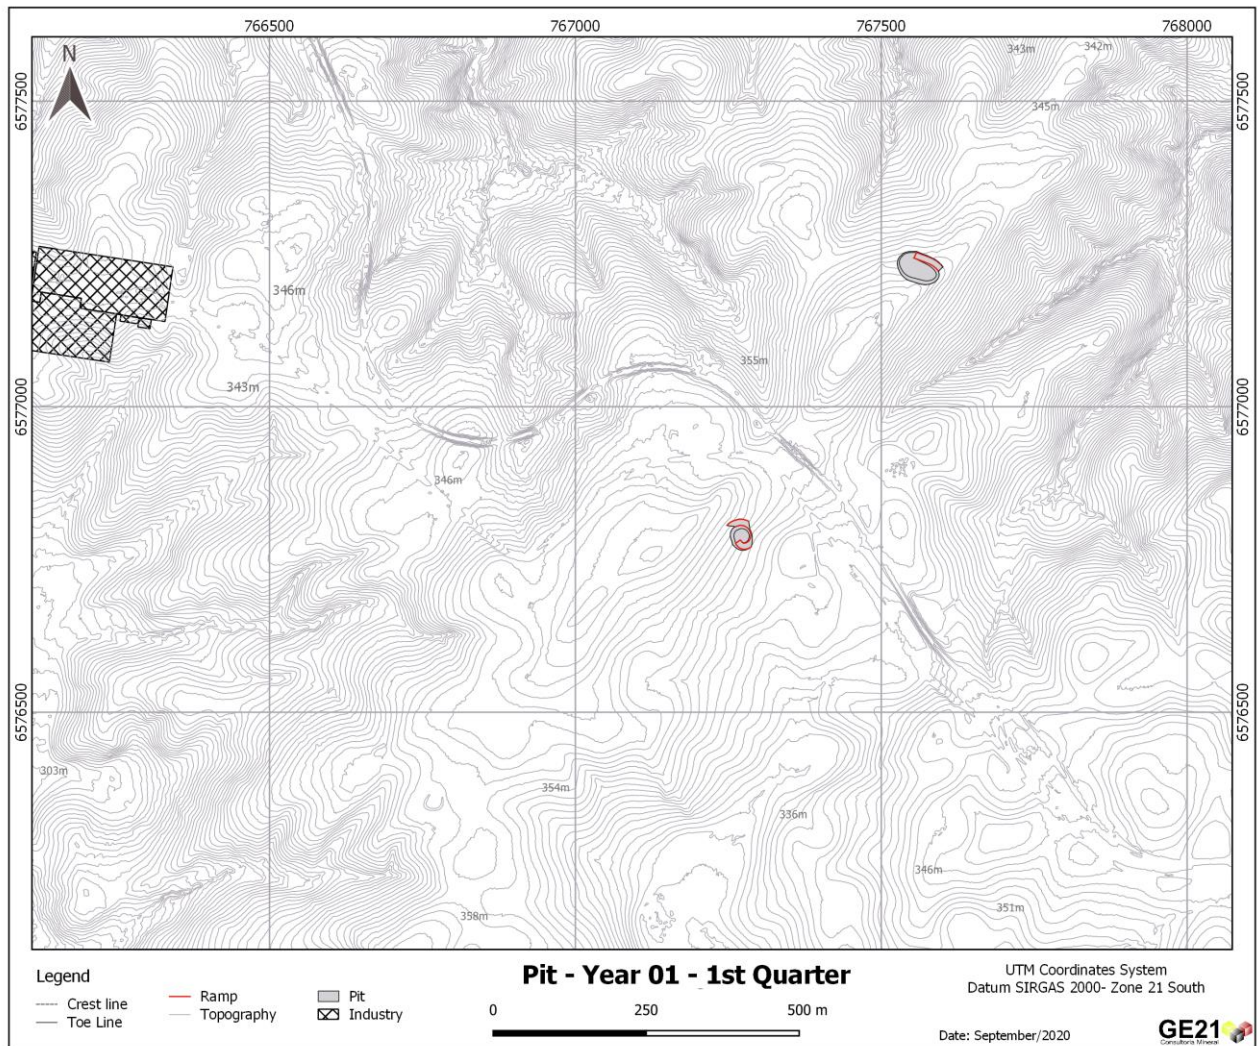 766500 767000 767500 768000
N
343m 342m
6577500 345m 6577500
346m
355m
343m
6577000 6577000
346m
6576500 6576500
303m
354m
336m
346m
358m 351m
Legend
Crest line
Toe Line
Ramp
Topography
Pit
Industry
Pit - Year 01 - 1st Quarter
0 250 500 m
UTM Coordinates System
Datum SIRGAS 2000- Zone 21 South
Date: September/2020
GE21
Consultoria Mineral